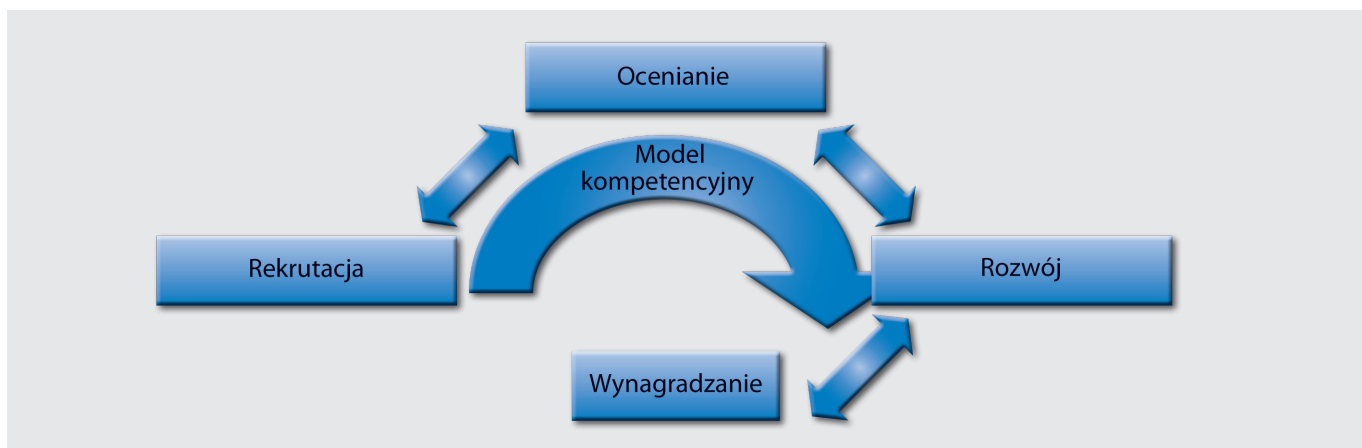 Ocenianie
Model
kompetencyjny
Rekrutacja
Rozwój
Wynagradzanie